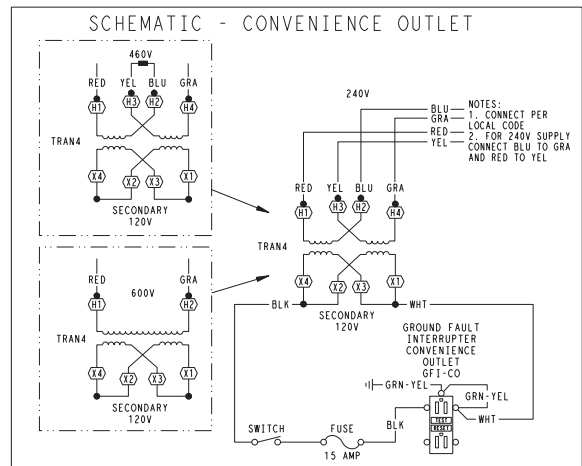 SCHEMATIC - CONVENIENCE OUTLET
460V
RED YEL BLU GRA
H1 H3 H2 H4
TRAN4
X4 X2 X3 X1
SECONDARY
120V
600V
RED GRA
H1 H2
TRAN4
X4 X2 X3 X1
SECONDARY
120V
240V
BLU
GRA
RED
YEL
NOTES:
1. CONNECT PER
LOCAL CODE
2. FOR 240V SUPPLY
CONNECT BLU TO GRA
AND RED TO YEL
RED YEL BLU GRA
H1 H3 H2 H4
TRAN4
X4 X2 X3 X1
BLK WHT
SECONDARY
120V
GROUND FAULT
INTERRUPTER
CONVENIENCE
OUTLET
GFI-CO
GRN-YEL
GRN-YEL
WHT
TEST
RESET
BLK
SWITCH
FUSE
15 AMP